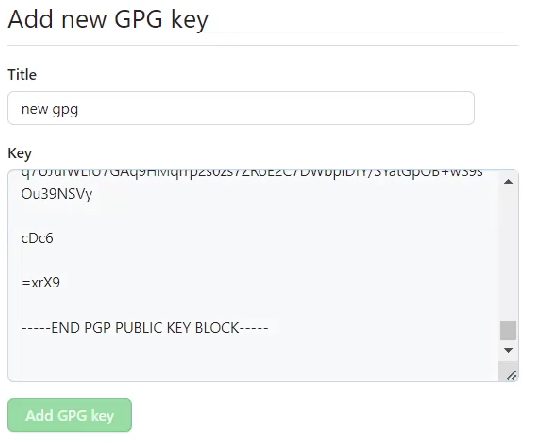 Add new GPG key
Title
new gpg
Key
Ou39NSVy
cDc6
=xrX9
-----END PGP PUBLIC KEY BLOCK-----
Add GPG key